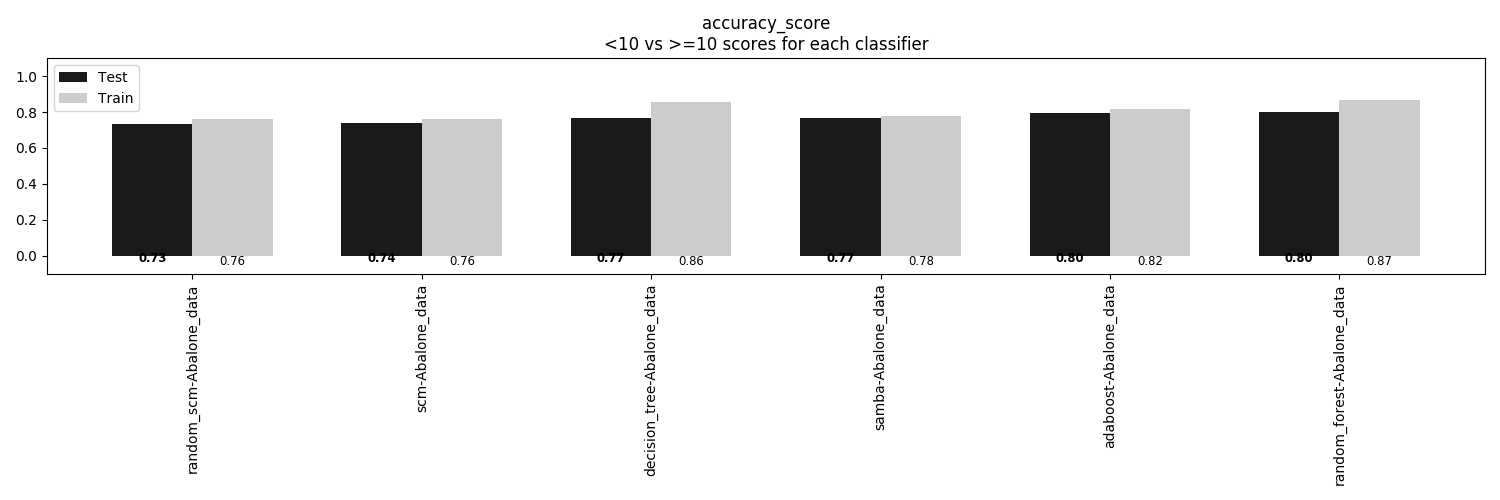 accuracy_score
<10 vs >=10 scores for each classifier
Test
Train
1.0
0.8
0.6
0.4
0.2
0.0
0.73 0.76 0.74 0.76 0.77 0.86 0.77 0.78 0.80 0.82 0.80 0.87
random_scm-Abalone_data
scm-Abalone_data
decision_tree-Abalone_data
samba-Abalone_data
adaboost-Abalone_data
random_forest-Abalone_data